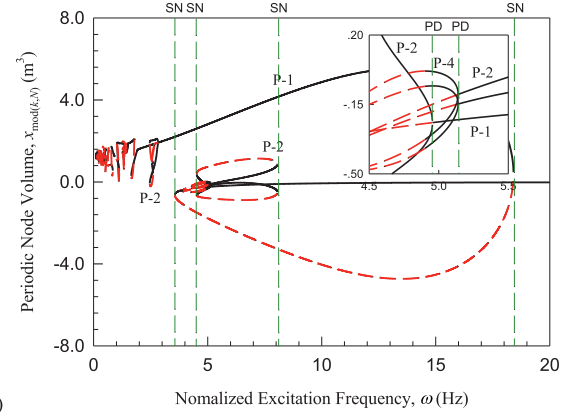 SN SN SN SN
8.0
4.0
0.0
-4.0
-8.0
Periodic Node Volume, x mod(k,N) (m³)
P-1
P-2
P-2
PD PD
.20
-.15
-.50
P-2
P-4
P-2
P-1
4.5 5.0 5.5
0 5 10 15 20
Nomalized Excitation Frequency, ω (Hz)
)